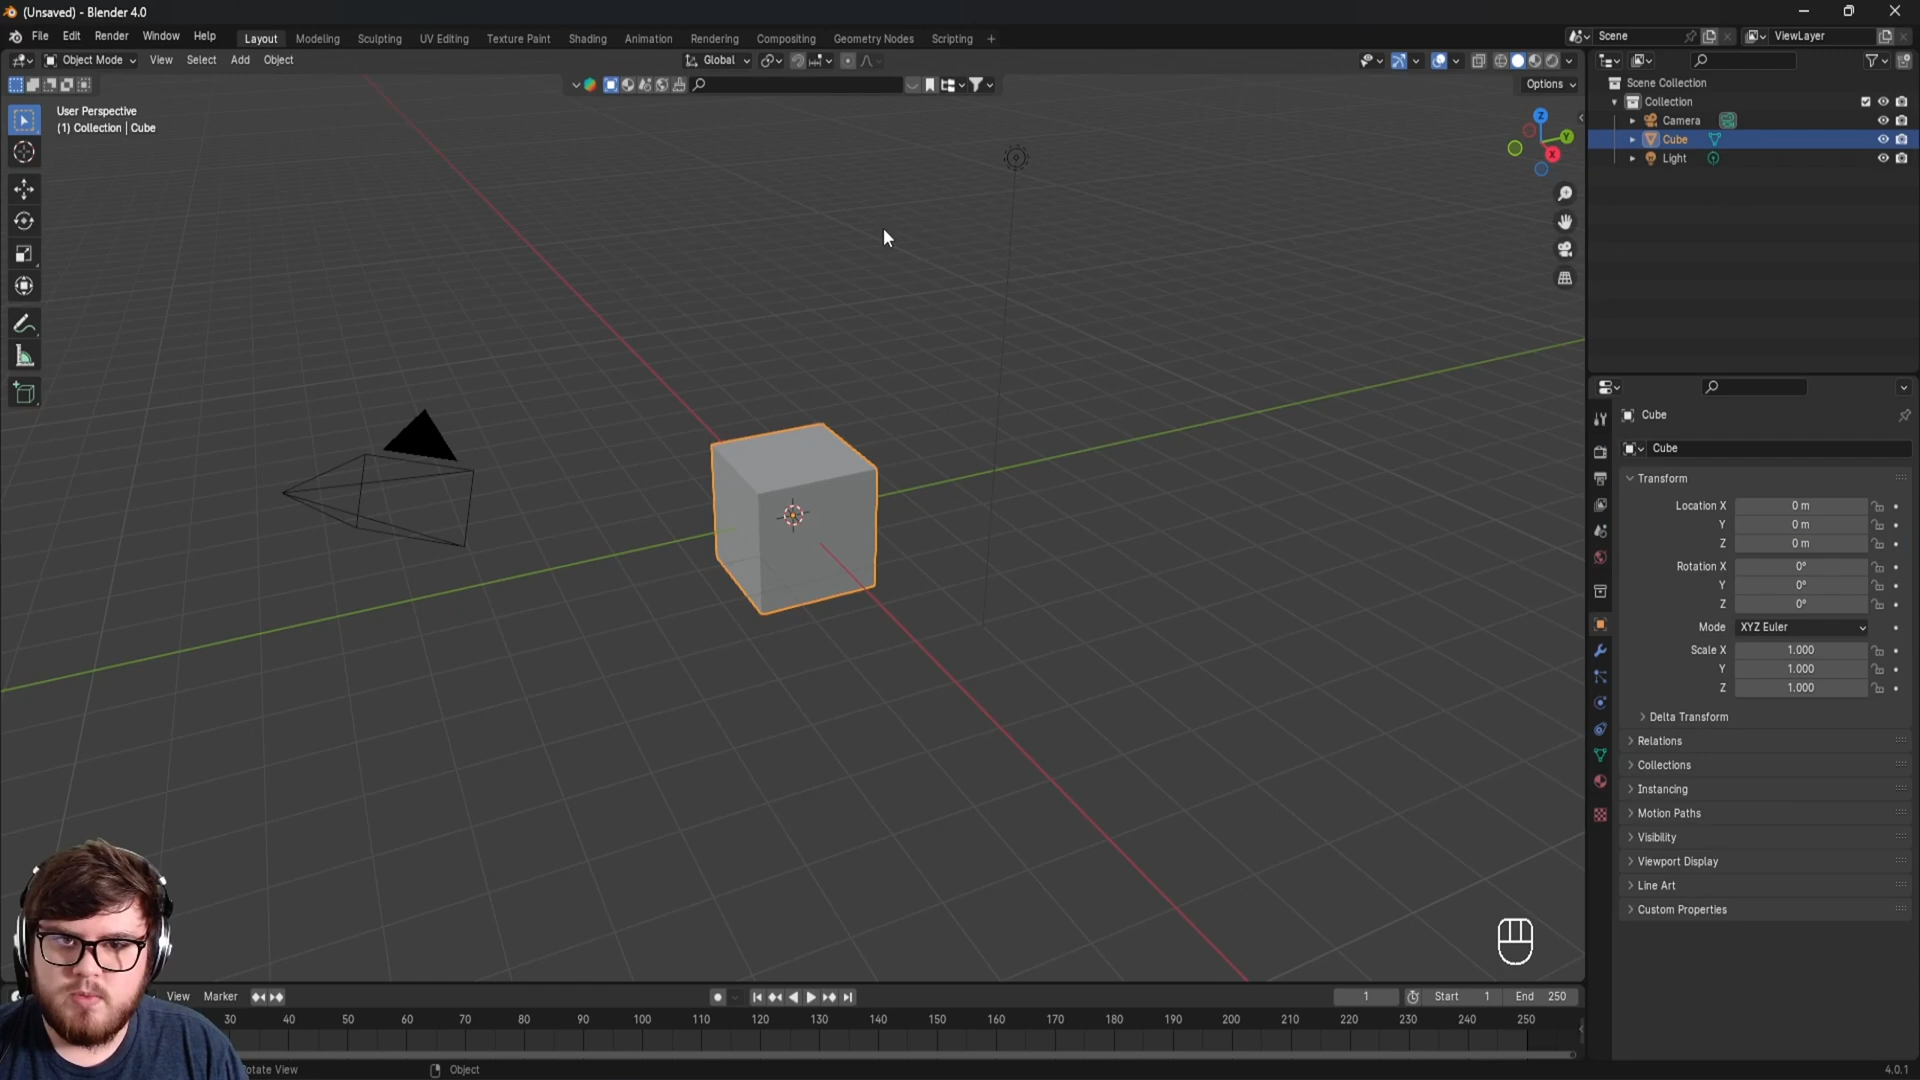 (Unsaved) - Blender 4.0
File Edit Render Window Help Layout Modeling Sculpting UV Editing Texture Paint Shading Animation Rendering Compositing Geometry Nodes Scripting + Scene ViewLayer
Object Mode View Select Add Object Global
Options
User Perspective
(1) Collection | Cube
Z
Y
X
Scene Collection
Collection
Camera
Cube
Light
Cube
Cube
Transform
Location X 0 m
Y 0 m
Z 0 m
Rotation X 0°
Y 0°
Z 0°
Mode XYZ Euler
Scale X 1.000
Y 1.000
Z 1.000
Delta Transform
Relations
Collections
Instancing
Motion Paths
Visibility
Viewport Display
Line Art
Custom Properties
View Marker 1 Start 1 End 250
30 40 50 60 70 80 90 100 110 120 130 140 150 160 170 180 190 200 210 220 230 240 250
otate View Object 4.0.1